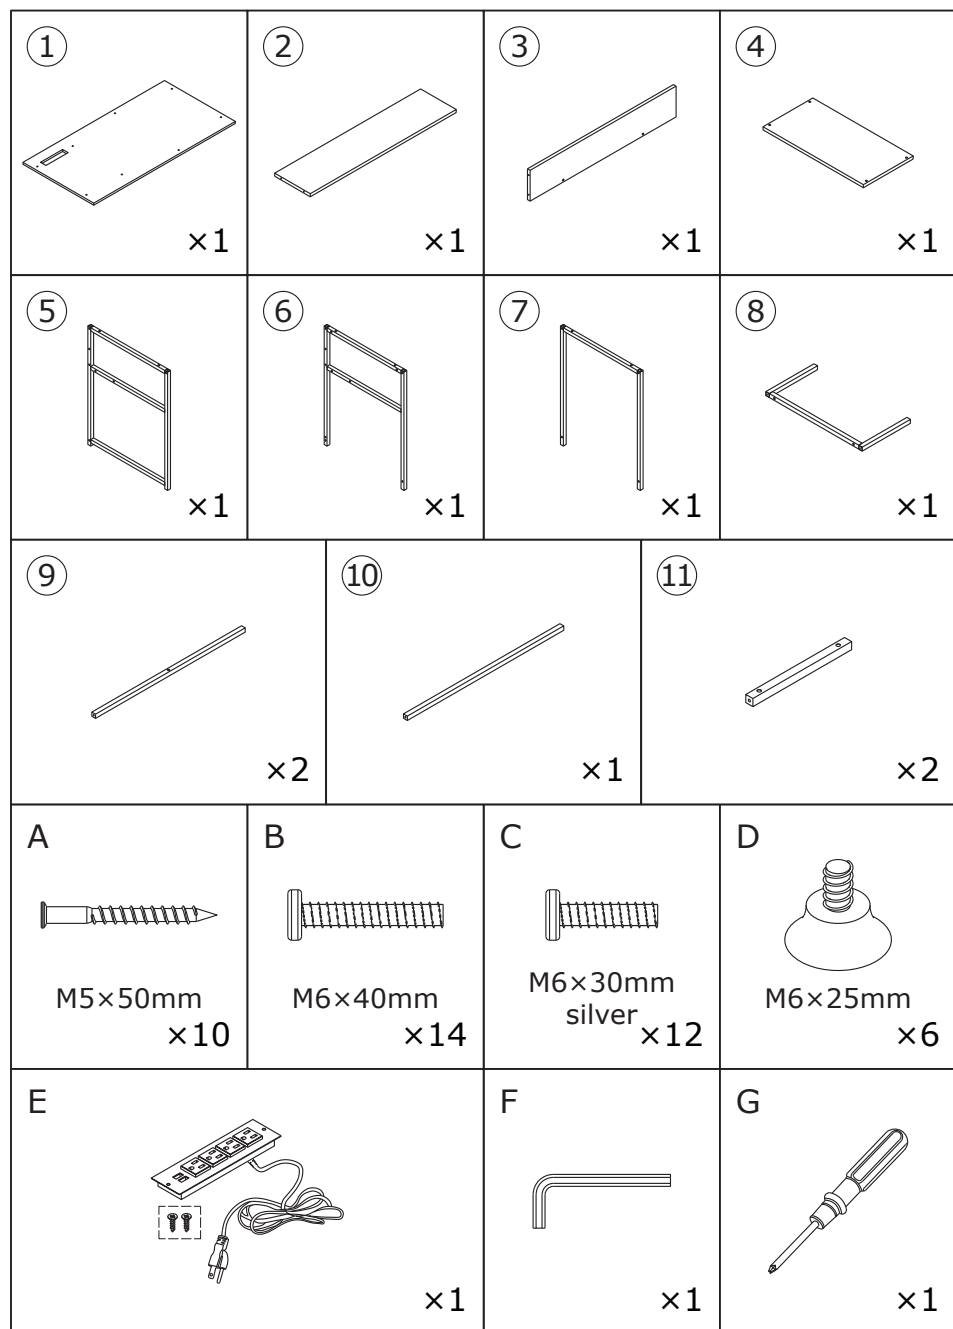 ① ② ③ ④
×1 ×1 ×1 ×1
⑤ ⑥ ⑦ ⑧
×1 ×1 ×1 ×1
⑨ ⑩ ⑪
×2 ×1 ×2
A B C D
M5×50mm M6×40mm M6×30mm M6×25mm
silver
×10 ×14 ×12 ×6
E F G
×1 ×1 ×1